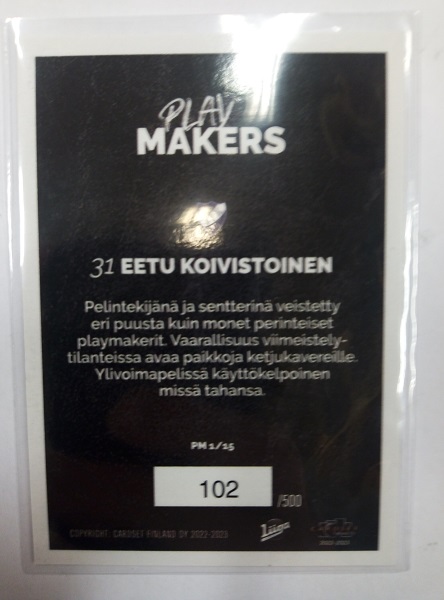 PLAY
MAKERS
31 EETU KOIVISTOINEN
Pelintekijänä ja sentterinä veistetty
eri puusta kuin monet perinteiset
playmakerit. Vaarallisuus viimeistely-
tilanteissa avaa paikkoja ketjukavereille.
Ylivoimapelissä käyttökelpoinen
missä tahansa.
PM 1/15
102 /500
COPYRIGHT: CARDSET FINLAND OY 2022-2023
Liiga